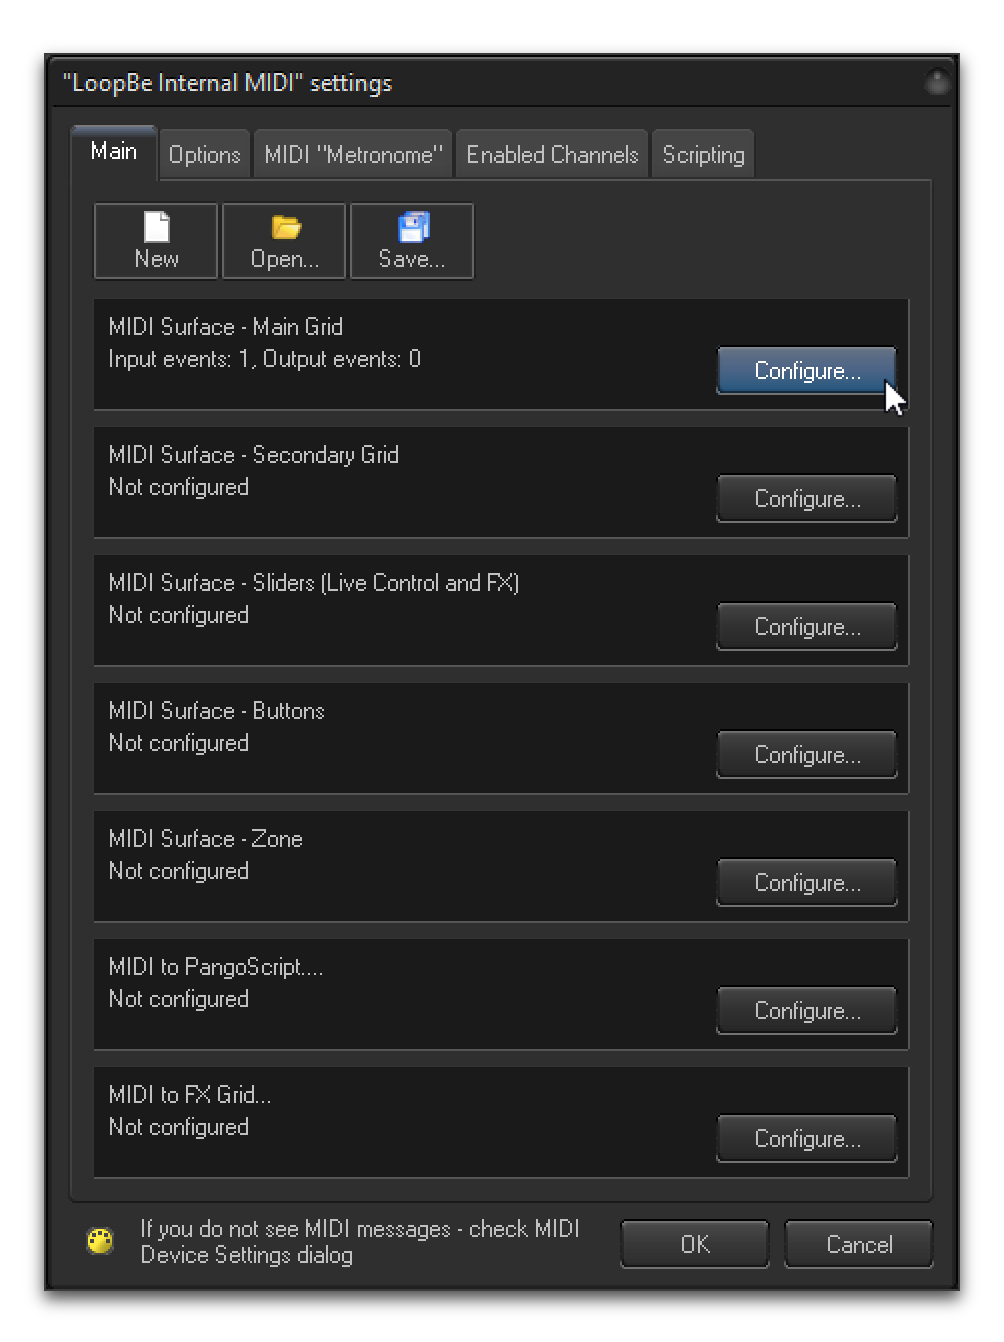 "LoopBe Internal MIDI" settings
Main Options MIDI "Metronome" Enabled Channels Scripting
New Open... Save...
MIDI Surface - Main Grid
Input events: 1, Output events: 0
Configure...
MIDI Surface - Secondary Grid
Not configured
Configure...
MIDI Surface - Sliders (Live Control and FX)
Not configured
Configure...
MIDI Surface - Buttons
Not configured
Configure...
MIDI Surface - Zone
Not configured
Configure...
MIDI to PangoScript....
Not configured
Configure...
MIDI to FX Grid...
Not configured
Configure...
If you do not see MIDI messages - check MIDI
Device Settings dialog
OK Cancel